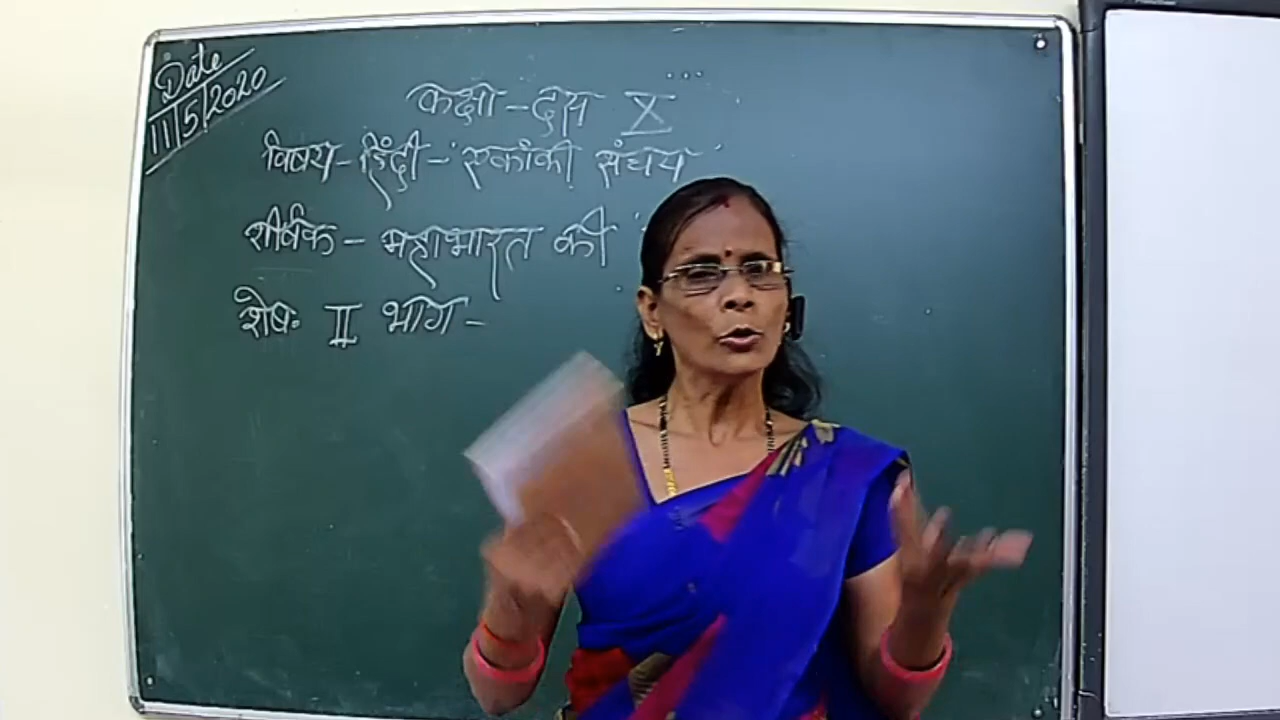 Date
11/5/2020
कक्षा - दस X
विषय - हिंदी - 'एकांकी संचय'
शीर्षक - महाभारत की
शेषः II भाग -